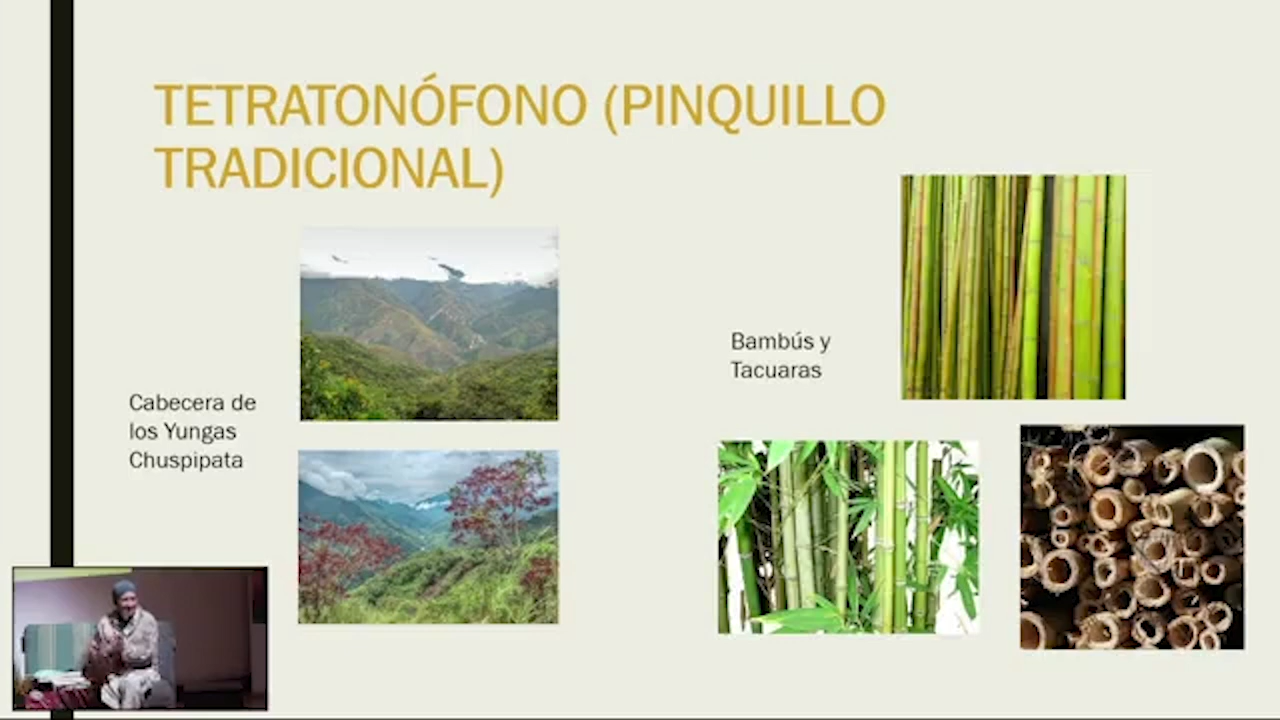 TETRATONÓFONO (PINQUILLO
TRADICIONAL)
Cabecera de
los Yungas
Chuspipata
Bambús y
Tacuaras